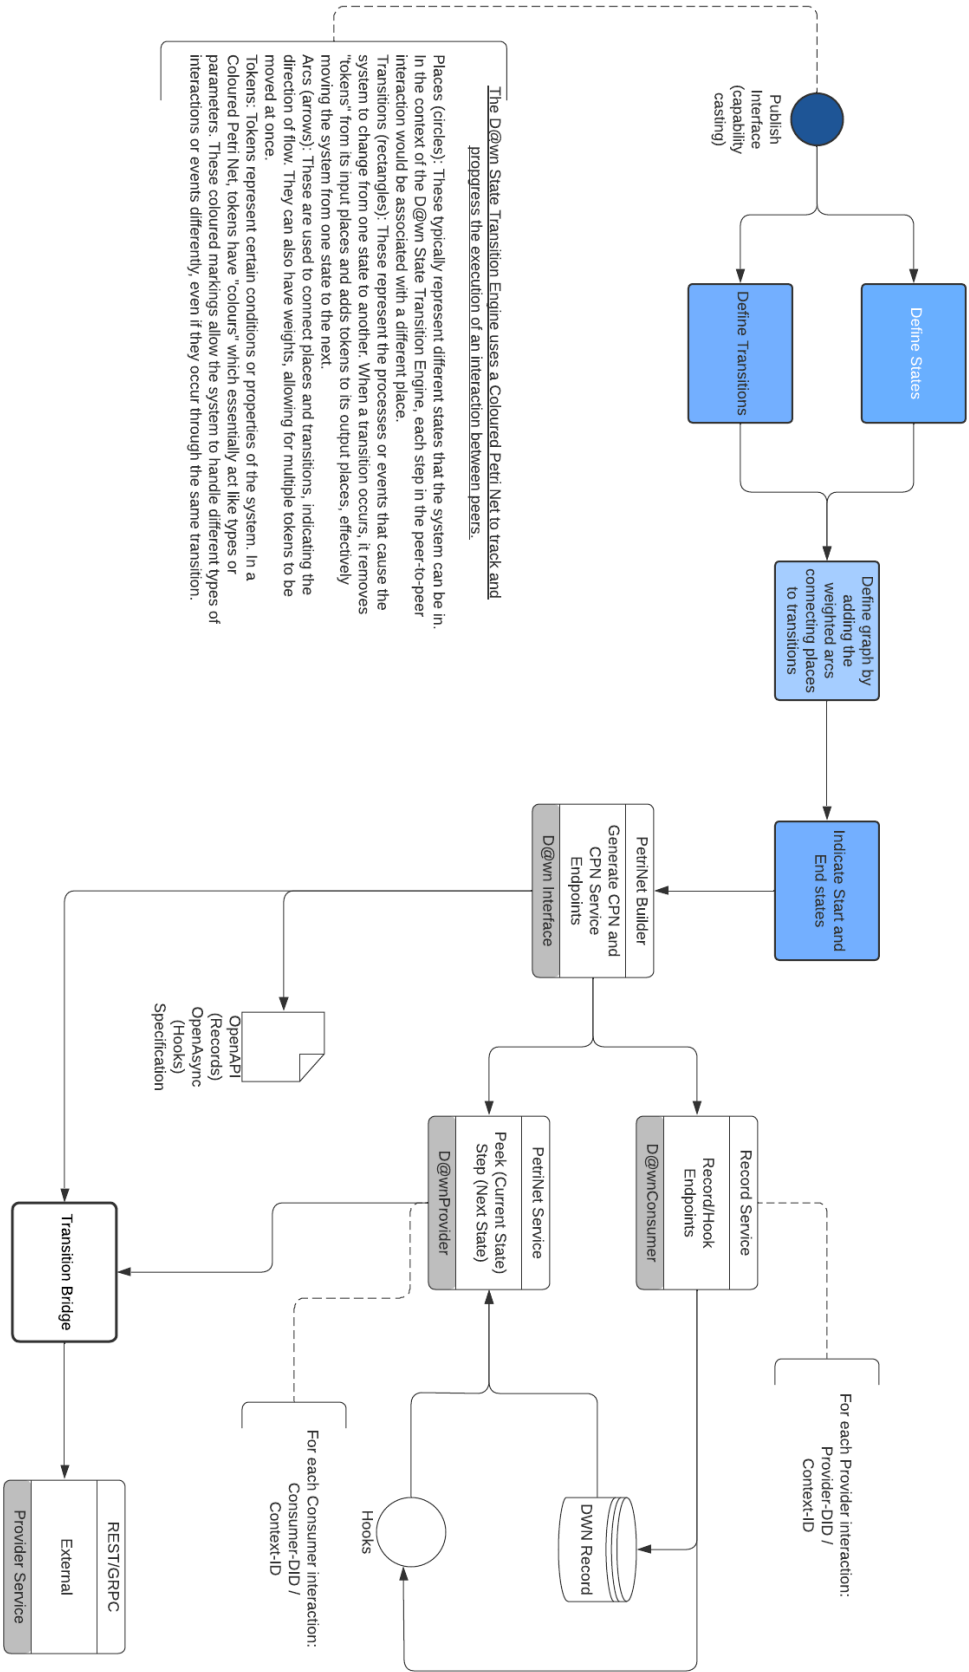 Define States
Define Transitions
Publish
Interface
(capability
casting)
Define graph by
adding the
weighted arcs
connecting places
to transitions
Indicate Start and
End states
The D@wn State Transition Engine uses a Coloured Petri Net to track and
propgress the execution of an interaction between peers.
Places (circles): These typically represent different states that the system can be in.
In the context of the D@wn State Transition Engine, each step in the peer-to-peer
interaction would be associated with a different place.
Transitions (rectangles): These represent the processes or events that cause the
system to change from one state to another. When a transition occurs, it removes
"tokens" from its input places and adds tokens to its output places, effectively
moving the system from one state to the next.
Arcs (arrows): These are used to connect places and transitions, indicating the
direction of flow. They can also have weights, allowing for multiple tokens to be
moved at once.
Tokens: Tokens represent certain conditions or properties of the system. In a
Coloured Petri Net, tokens have "colours" which essentially act like types or
parameters. These coloured markings allow the system to handle different types of
interactions or events differently, even if they occur through the same transition.
PetriNet Builder
Generate CPN and
CPN Service
Endpoints
D@wn Interface
OpenAPI
(Records)
OpenAsync
(Hooks)
Specification
Record Service
Record/Hook
Endpoints
D@wnConsumer
PetriNet Service
Peek (Current State)
Step (Next State)
D@wnProvider
Transition Bridge
For each Provider interaction:
Provider-DID /
Context-ID
DWN Record
Hooks
For each Consumer interaction:
Consumer-DID /
Context-ID
REST/GRPC
External
Provider Service